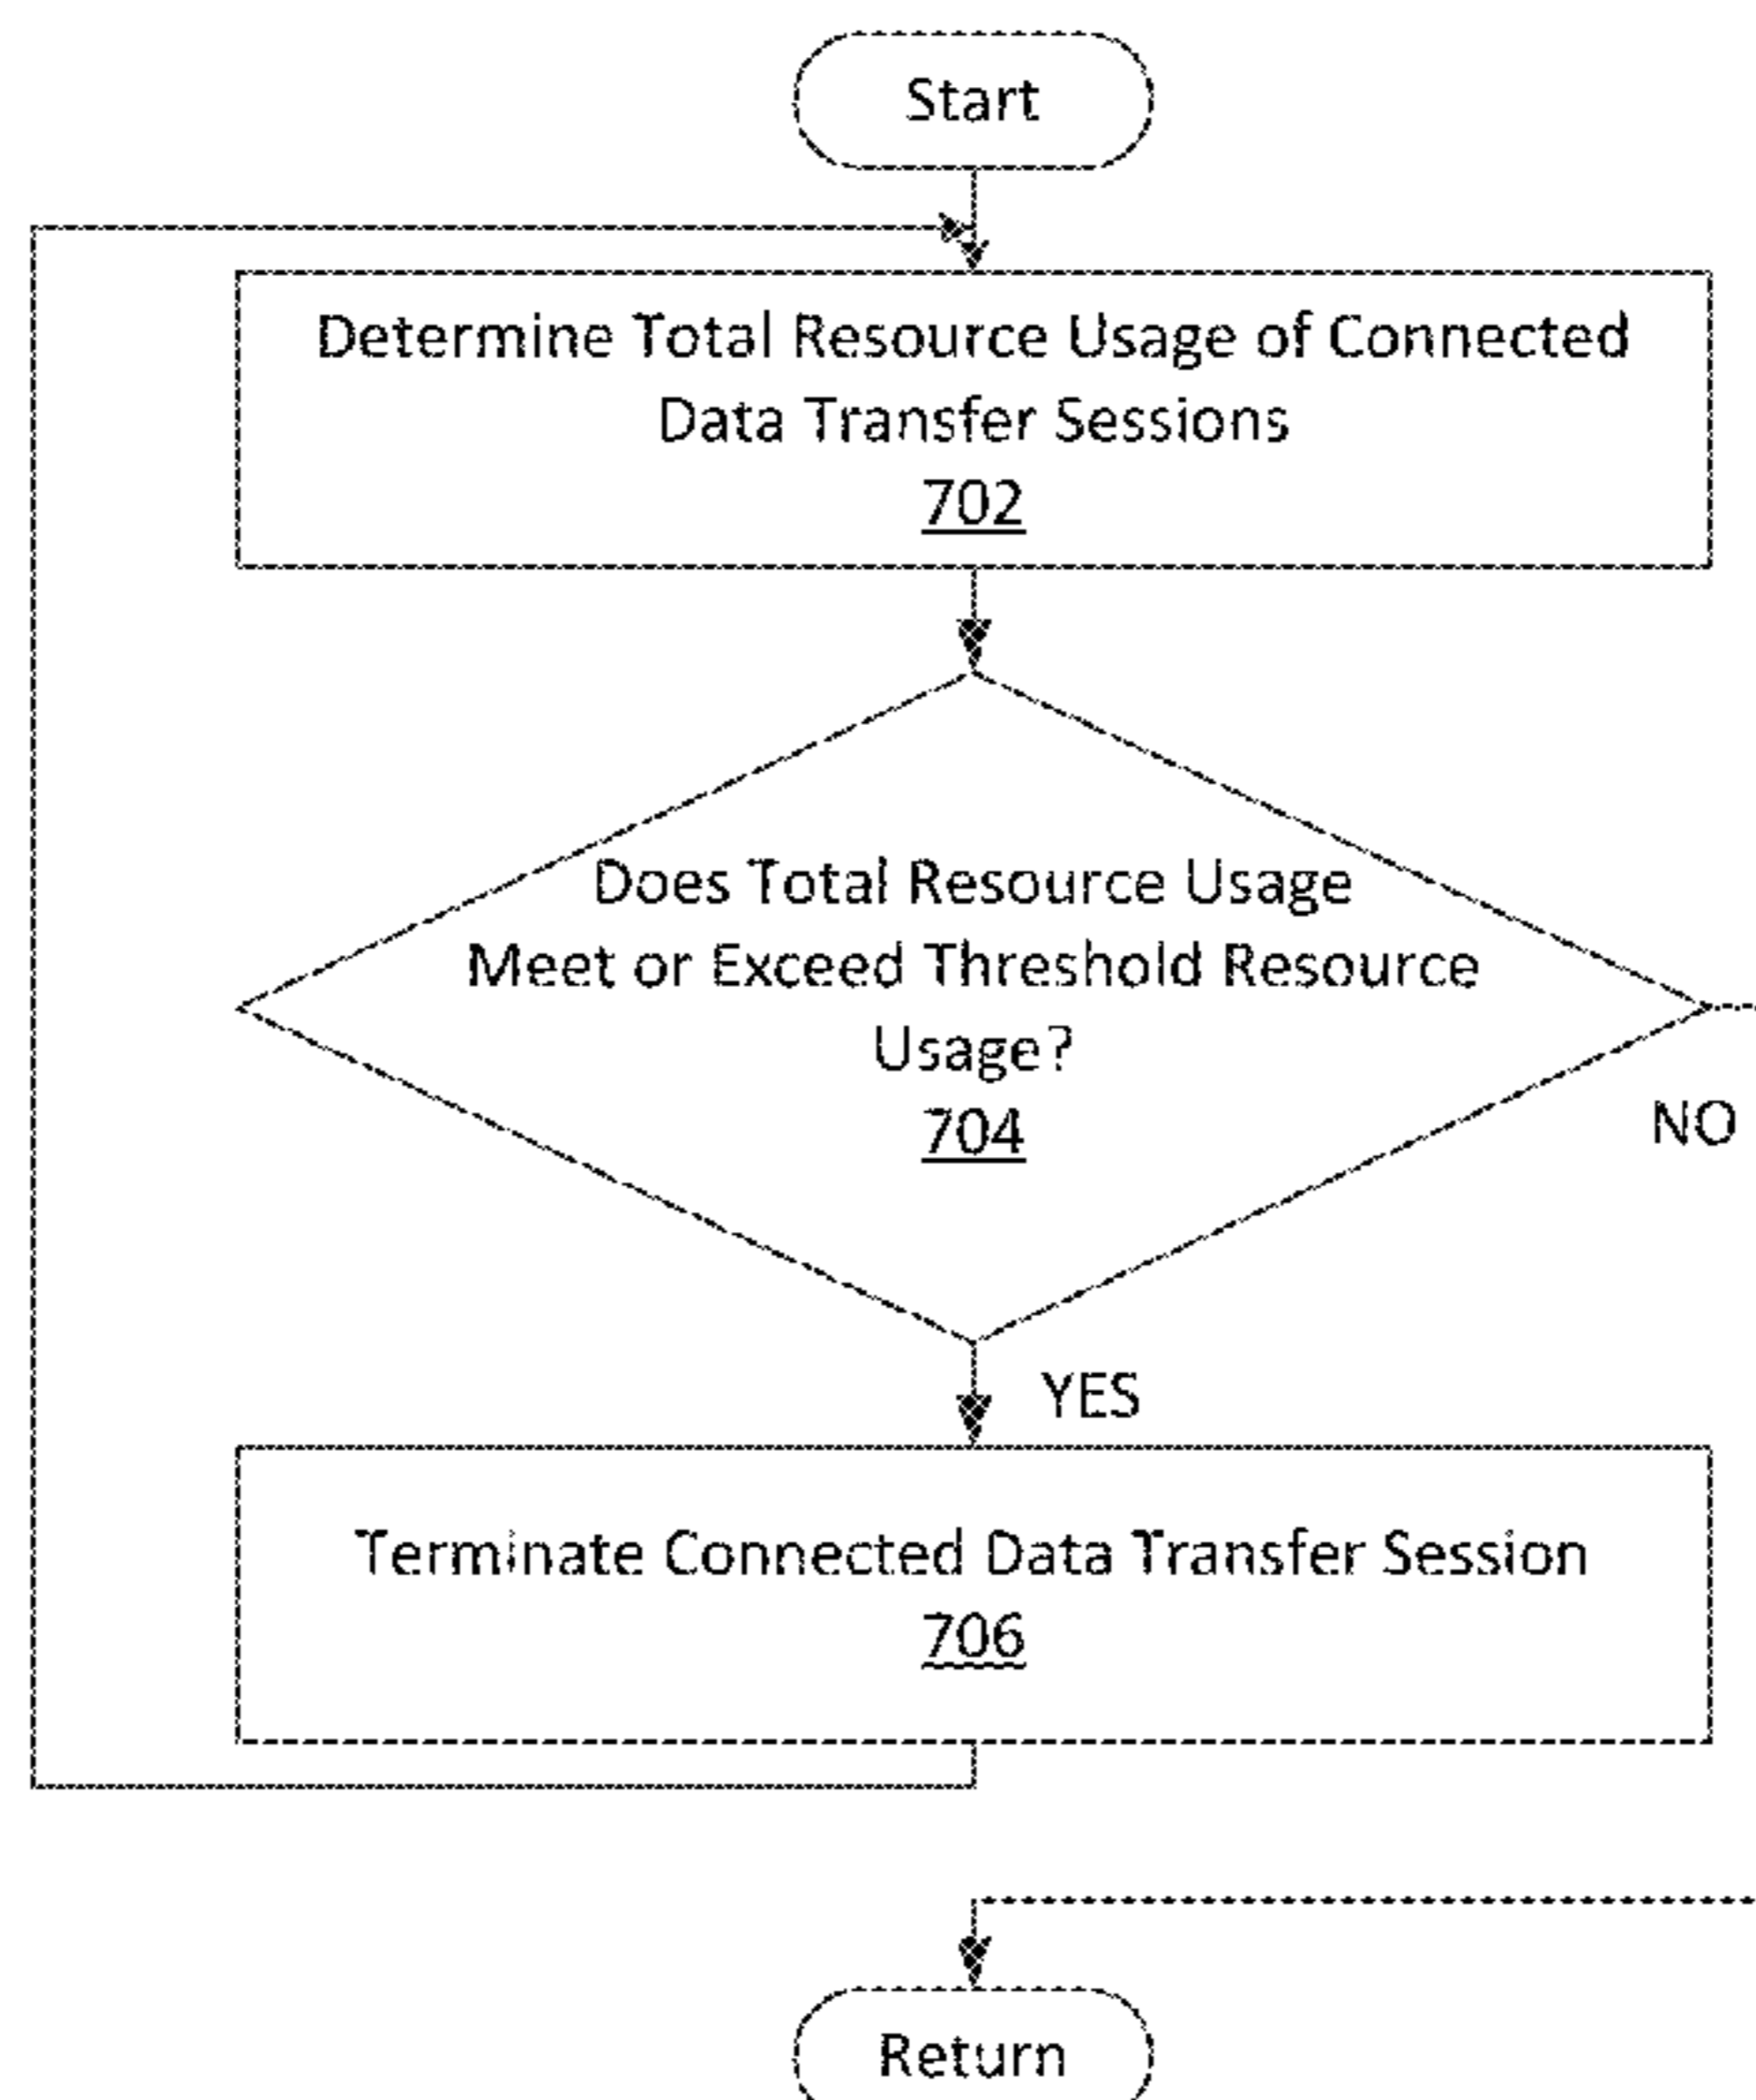 Start
Determine Total Resource Usage of Connected
Data Transfer Sessions
702
Does Total Resource Usage
Meet or Exceed Threshold Resource
Usage?
704
NO
YES
Terminate Connected Data Transfer Session
706
Return